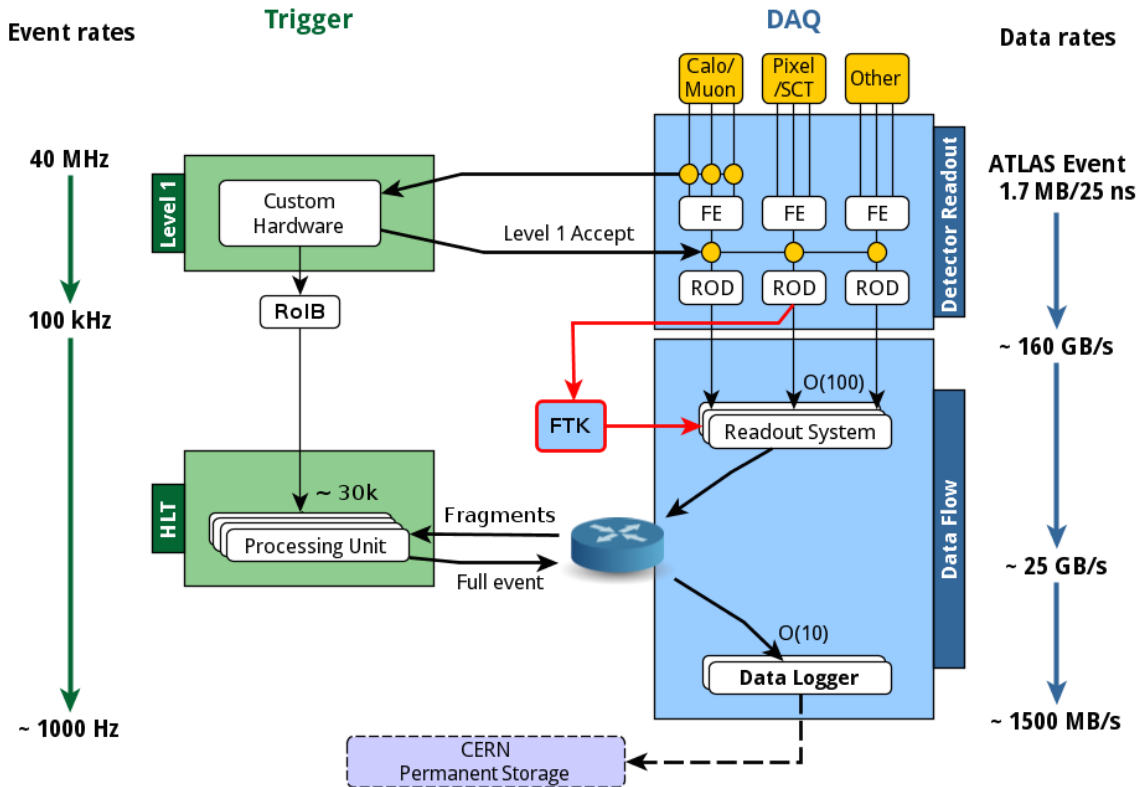 Event rates
Trigger
DAQ
Data rates
Calo/
Muon
Pixel
/SCT
Other
40 MHz
Level 1
Custom
Hardware
FE
FE
FE
Detector Readout
ATLAS Event
1.7 MB/25 ns
Level 1 Accept
ROD
ROD
ROD
100 kHz
RoIB
~ 160 GB/s
O(100)
FTK
Readout System
HLT
~ 30k
Processing Unit
Fragments
Full event
Data Flow
~ 25 GB/s
O(10)
Data Logger
~ 1000 Hz
~ 1500 MB/s
CERN
Permanent Storage